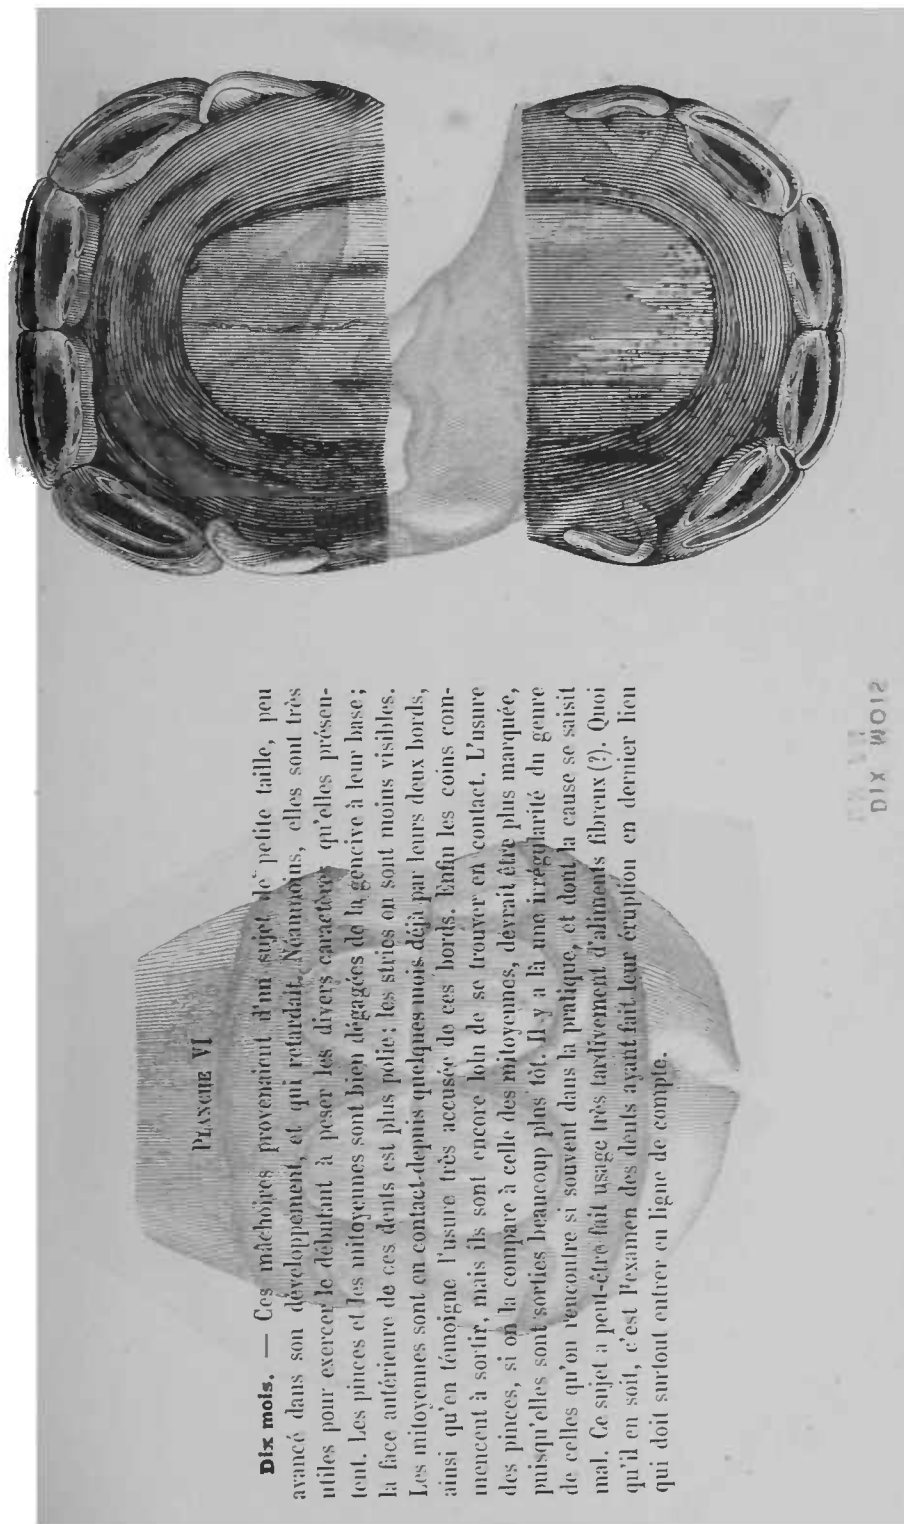 PLANCHE VI
Dix mois. — Ces mâchoires provenaient d'un sujet de petite taille, peu
avancé dans son développement, et qui retardait. Néanmoins, elles sont très
utiles pour exercer le débutant à peser les divers caractères qu'elles présen-
tent. Les pinces et les mitoyennes sont bien dégagées de la gencive à leur base;
la face antérieure de ces dents est plus polie; les stries en sont moins visibles.
Les mitoyennes sont en contact depuis quelques mois déjà par leurs deux bords,
ainsi qu'en témoigne l'usure très accusée de ces bords. Enfin les coins com-
mencent à sortir, mais ils sont encore loin de se trouver en contact. L'usure
des pinces, si on la compare à celle des mitoyennes, devrait être plus marquée,
puisqu'elles sont sorties beaucoup plus tôt. Il y a là une irrégularité du genre
de celles qu'on rencontre si souvent dans la pratique, et dont la cause se saisit
mal. Ce sujet a peut-être fait usage très tardivement d'aliments fibreux (?). Quoi
qu'il en soit, c'est l'examen des dents ayant fait leur éruption en dernier lieu
qui doit surtout entrer en ligne de compte.
DIX MOIS